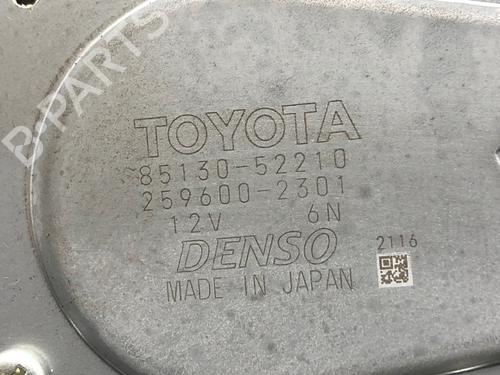 B-PARTS
TOYOTA
85130-52210
259600-2301
12V 6N
DENSO 2116
MADE IN JAPAN